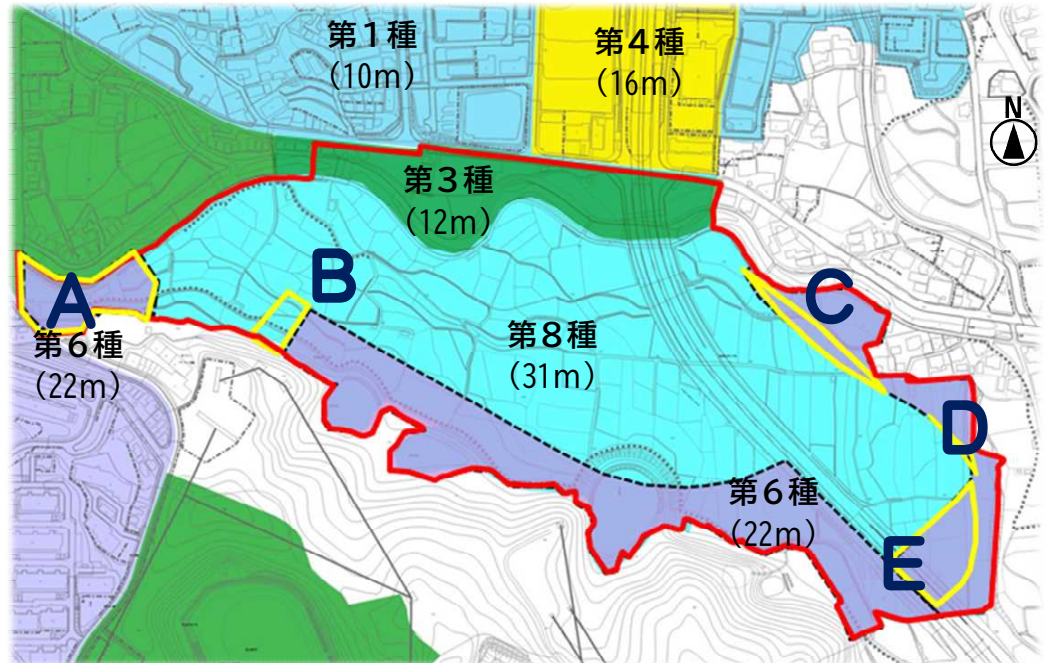 第1種
(10m)
第4種
(16m)
N
第3種
(12m)
A
B
C
第6種
(22m)
第8種
(31m)
D
第6種
(22m)
E